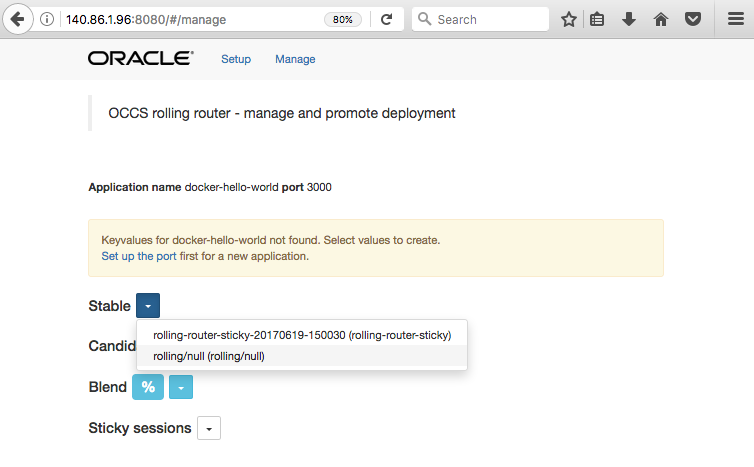 140.86.1.96:8080/#/manage
80%
Search
ORACLE
Setup
Manage
OCCS rolling router - manage and promote deployment
Application name docker-hello-world port 3000
Keyvalues for docker-hello-world not found. Select values to create.
Set up the port first for a new application.
Stable
rolling-router-sticky-20170619-150030 (rolling-router-sticky)
Candid
rolling/null (rolling/null)
Blend %
Sticky sessions